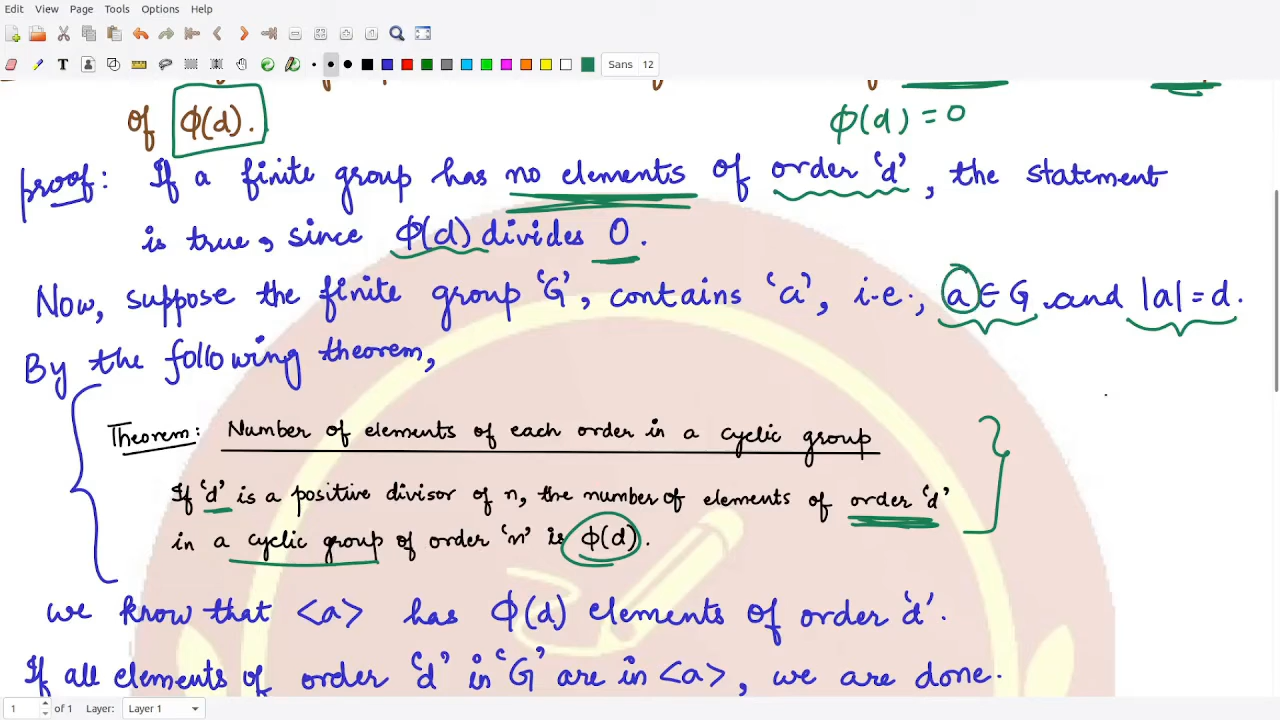 Edit View Page Tools Options Help
Sans 12
of φ(d).
φ(d) = 0
proof: If a finite group has no elements of order 'd', the statement
is true, since φ(d) divides 0.
Now, suppose the finite group 'G', contains 'a', i.e., a ∈ G and |a| = d.
By the following theorem,
Theorem: Number of elements of each order in a cyclic group
If 'd' is a positive divisor of n, the number of elements of order 'd'
in a cyclic group of order 'n' is φ(d).
we know that <a> has φ(d) elements of order 'd'.
If all elements of order 'd' in 'G' are in <a>, we are done.
1 of 1 Layer: Layer 1